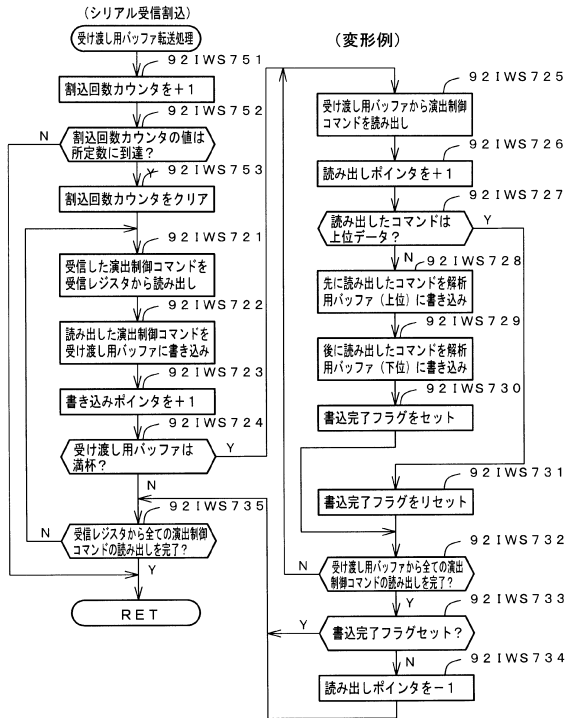 (シリアル受信割込)
受け渡し用バッファ転送処理
92IWS751
割込回数カウンタを+1
92IWS752
割込回数カウンタの値は
所定数に到達?
N
Y
92IWS753
割込回数カウンタをクリア
92IWS721
受信した演出制御コマンドを
受信レジスタから読み出し
92IWS722
読み出した演出制御コマンドを
受け渡し用バッファに書き込み
92IWS723
書き込みポインタを+1
92IWS724
受け渡し用バッファは
満杯?
Y
N
92IWS735
受信レジスタから全ての演出制御
コマンドの読み出しを完了?
N
Y
RET
(変形例)
92IWS725
受け渡し用バッファから演出制御
コマンドを読み出し
92IWS726
読み出しポインタを+1
92IWS727
読み出したコマンドは
上位データ?
Y
N
92IWS728
先に読み出したコマンドを解析
用バッファ(上位)に書き込み
92IWS729
後に読み出したコマンドを解析
用バッファ(下位)に書き込み
92IWS730
書込完了フラグをセット
92IWS731
書込完了フラグをリセット
92IWS732
受け渡し用バッファから全ての演出
制御コマンドの読み出しを完了?
N
Y
92IWS733
書込完了フラグセット?
Y
N
92IWS734
読み出しポインタを-1